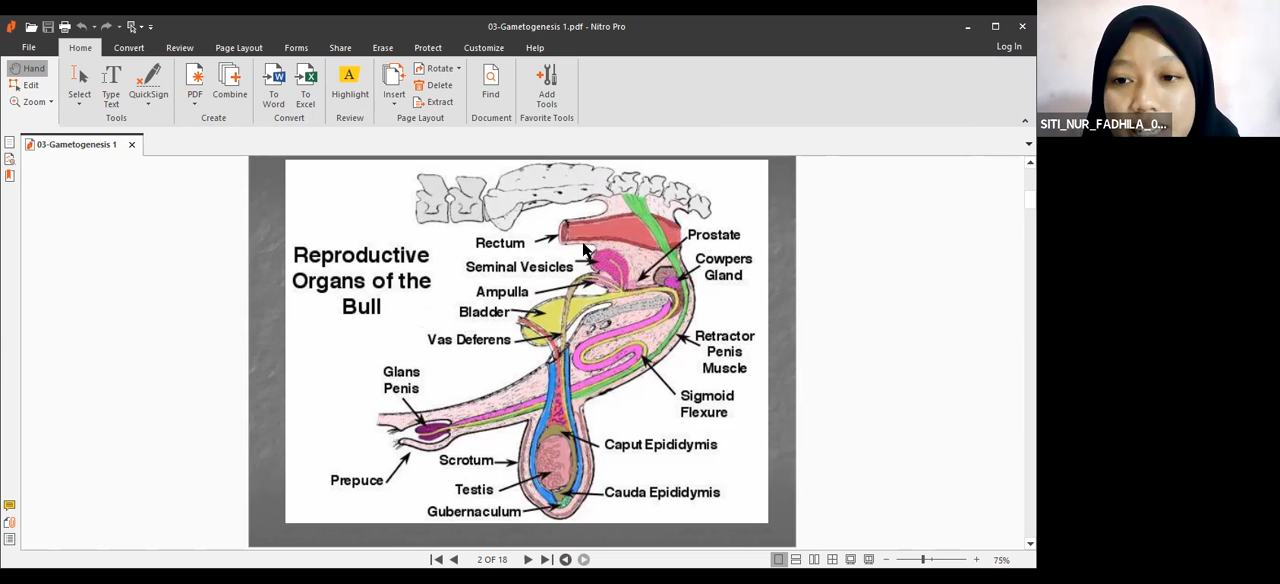 03-Gametogenesis 1.pdf - Nitro Pro
File Home Convert Review Page Layout Forms Share Erase Protect Customize Help Log In
Hand
Edit
Zoom
Select
Type Text
QuickSign
Tools
PDF
Combine
Create
To Word
To Excel
Convert
Highlight
Review
Insert
Rotate
Delete
Extract
Page Layout
Find
Document
Add Tools
Favorite Tools
03-Gametogenesis 1
SITI_NUR_FADHILA_0...
Reproductive
Organs of the
Bull
Rectum
Seminal Vesicles
Ampulla
Bladder
Vas Deferens
Glans
Penis
Prepuce
Scrotum
Testis
Gubernaculum
Prostate
Cowpers
Gland
Retractor
Penis
Muscle
Sigmoid
Flexure
Caput Epididymis
Cauda Epididymis
2 OF 18
75%